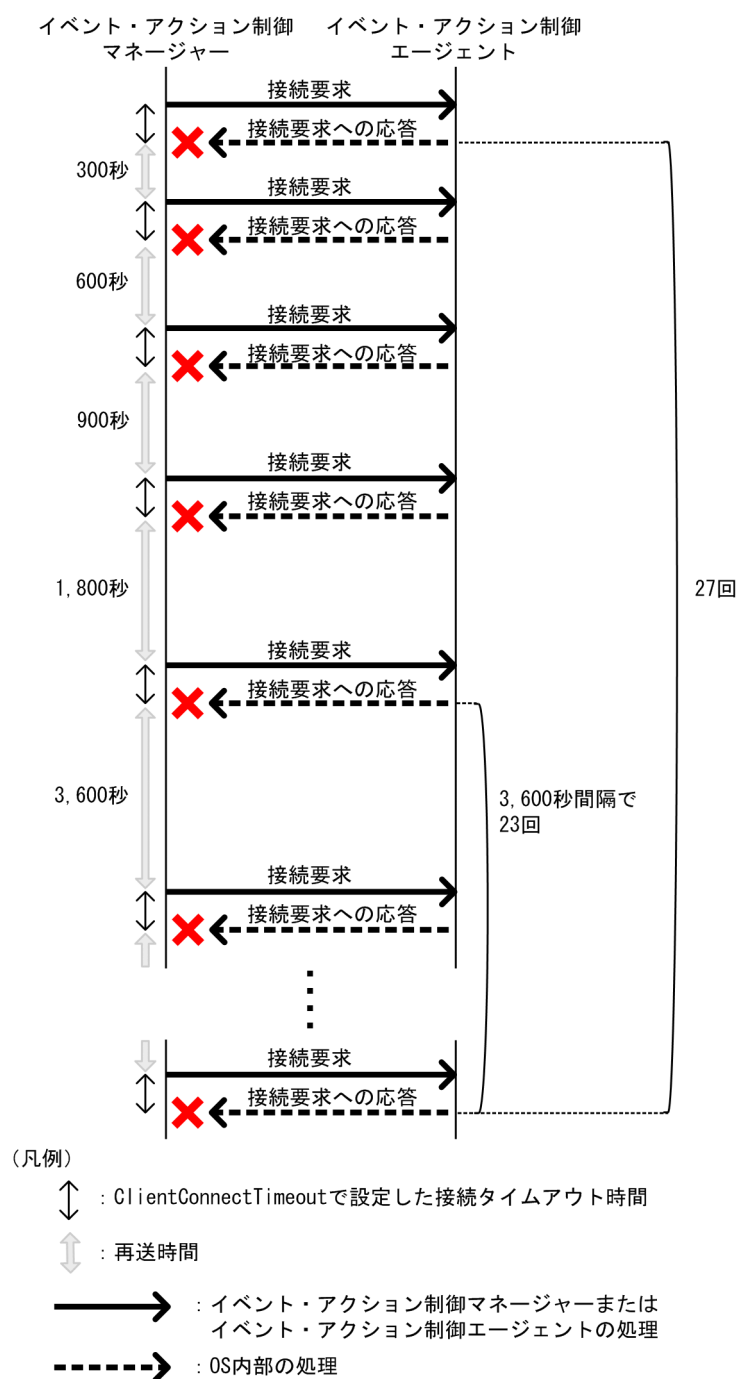 イベント・アクション制御
マネージャー
イベント・アクション制御
エージェント
接続要求
接続要求への応答
300秒
接続要求
接続要求への応答
600秒
接続要求
接続要求への応答
900秒
接続要求
接続要求への応答
1,800秒
27回
接続要求
接続要求への応答
3,600秒
3,600秒間隔で
23回
接続要求
接続要求への応答
接続要求
接続要求への応答
(凡例)
:ClientConnectTimeoutで設定した接続タイムアウト時間
:再送時間
:イベント・アクション制御マネージャーまたは
イベント・アクション制御エージェントの処理
:OS内部の処理